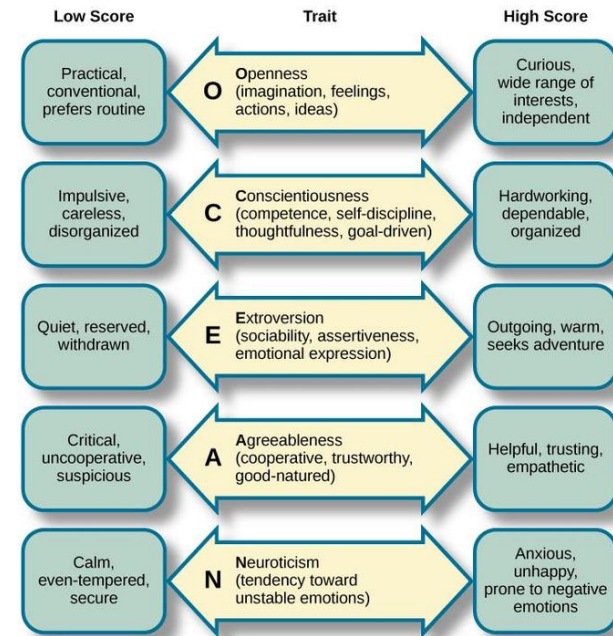 Low Score
Trait
High Score
Practical,
conventional,
prefers routine
O
Openness
(imagination, feelings,
actions, ideas)
Curious,
wide range of
interests,
independent
Impulsive,
careless,
disorganized
C
Conscientiousness
(competence, self-discipline,
thoughtfulness, goal-driven)
Hardworking,
dependable,
organized
Quiet, reserved,
withdrawn
E
Extroversion
(sociability, assertiveness,
emotional expression)
Outgoing, warm,
seeks adventure
Critical,
uncooperative,
suspicious
A
Agreeableness
(cooperative, trustworthy,
good-natured)
Helpful, trusting,
empathetic
Calm,
even-tempered,
secure
N
Neuroticism
(tendency toward
unstable emotions)
Anxious,
unhappy,
prone to negative
emotions